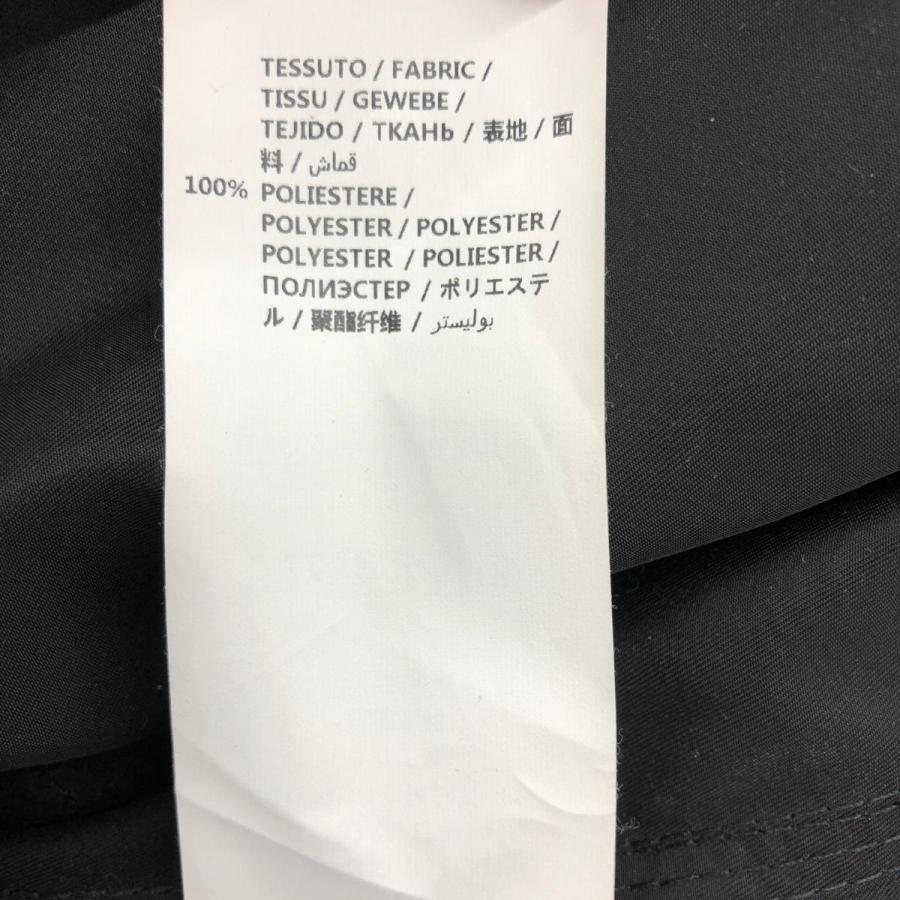 TESSUTO / FABRIC /
TISSU / GEWEBE /
TEJIDO / ТКАНЬ / 表地 / 面
料 / قماش
100% POLIESTERE /
POLYESTER / POLYESTER /
POLYESTER / POLIESTER /
ПОЛИЭСТЕР / ポリエステ
ル / 聚酯纤维 / بوليستر